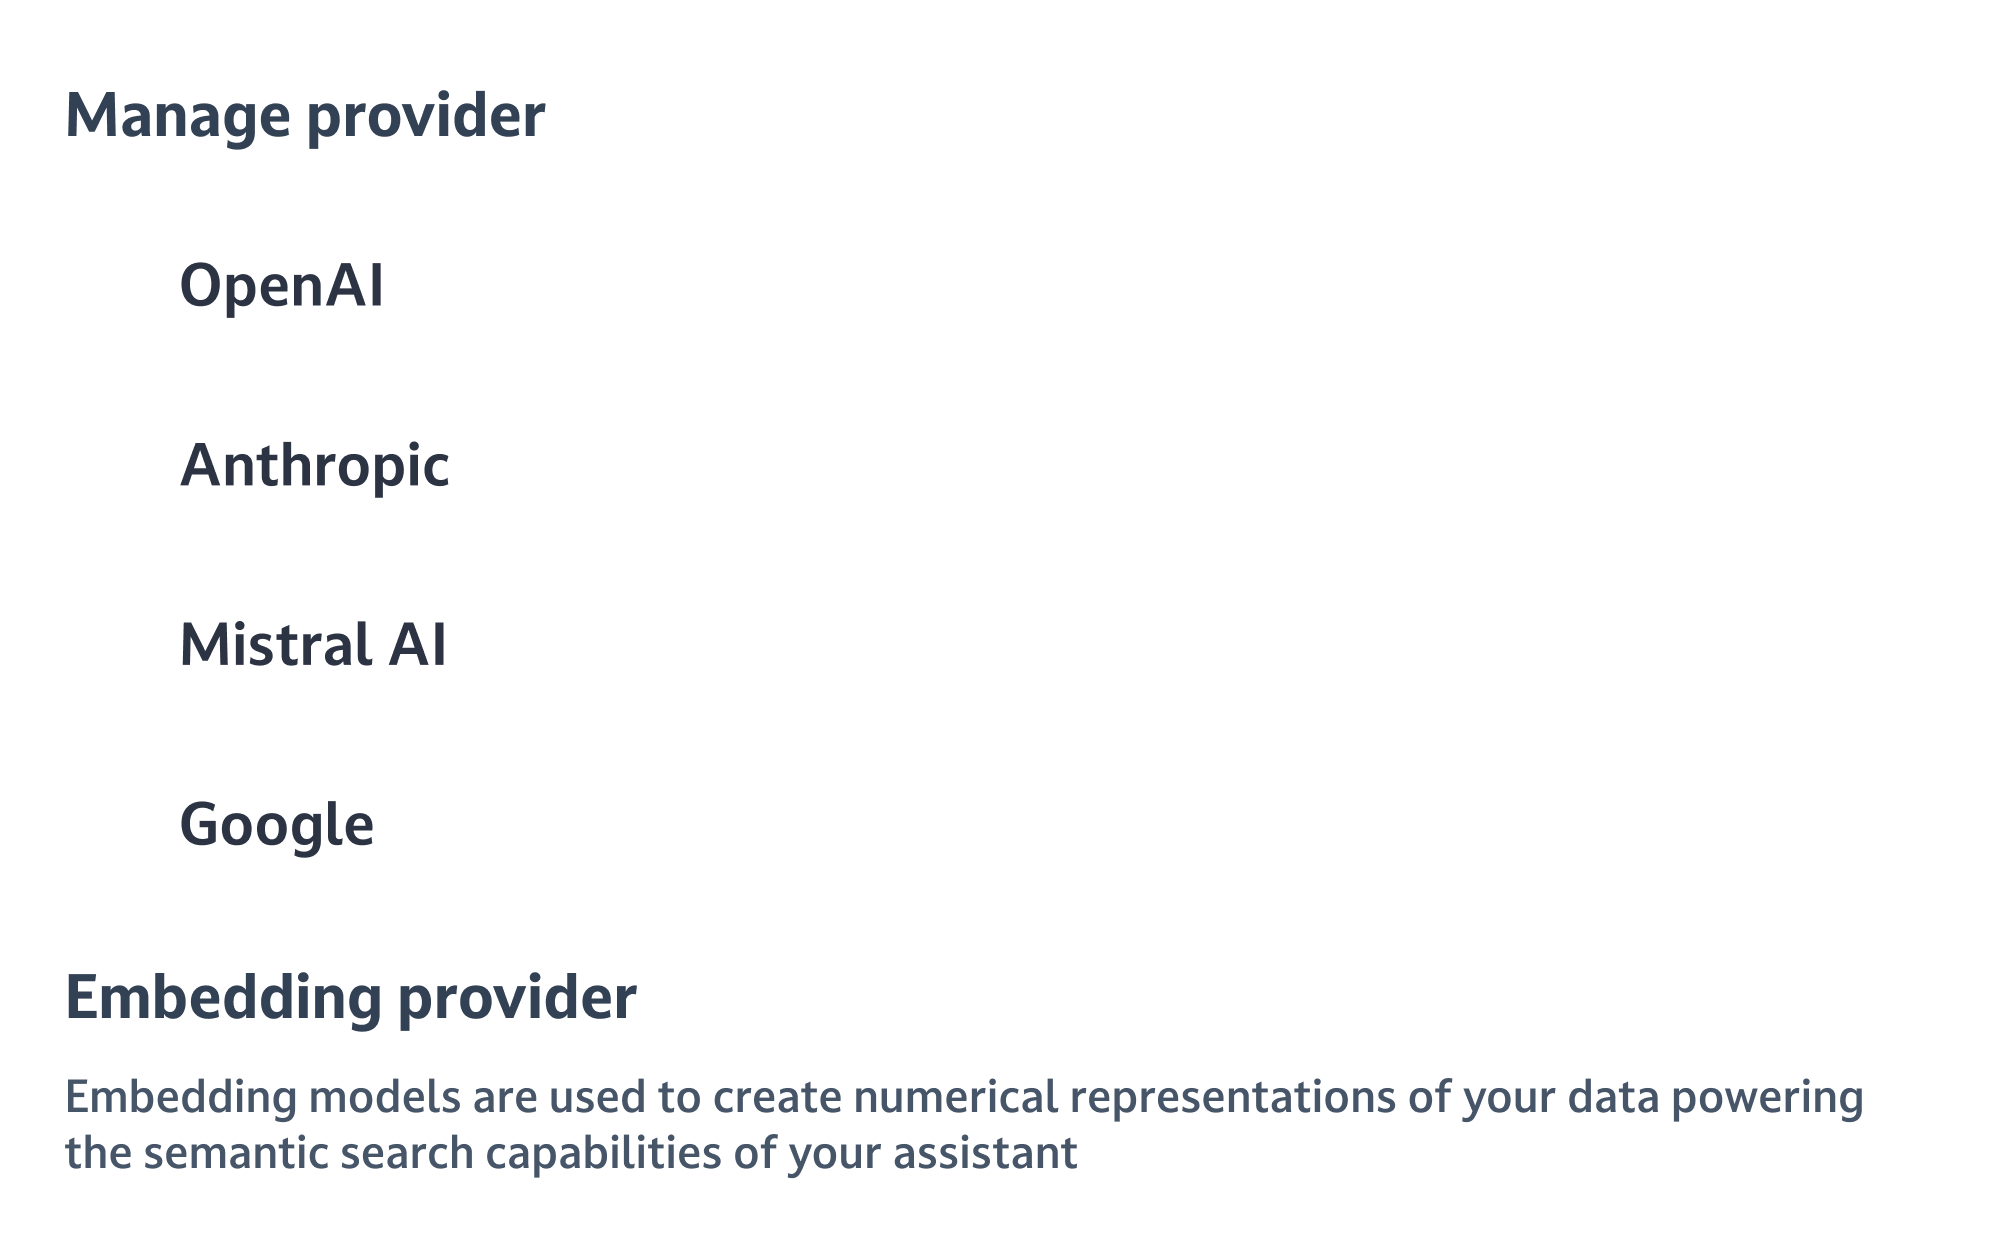 Manage provider
OpenAI
Anthropic
Mistral AI
Google
Embedding provider
Embedding models are used to create numerical representations of your data powering
the semantic search capabilities of your assistant